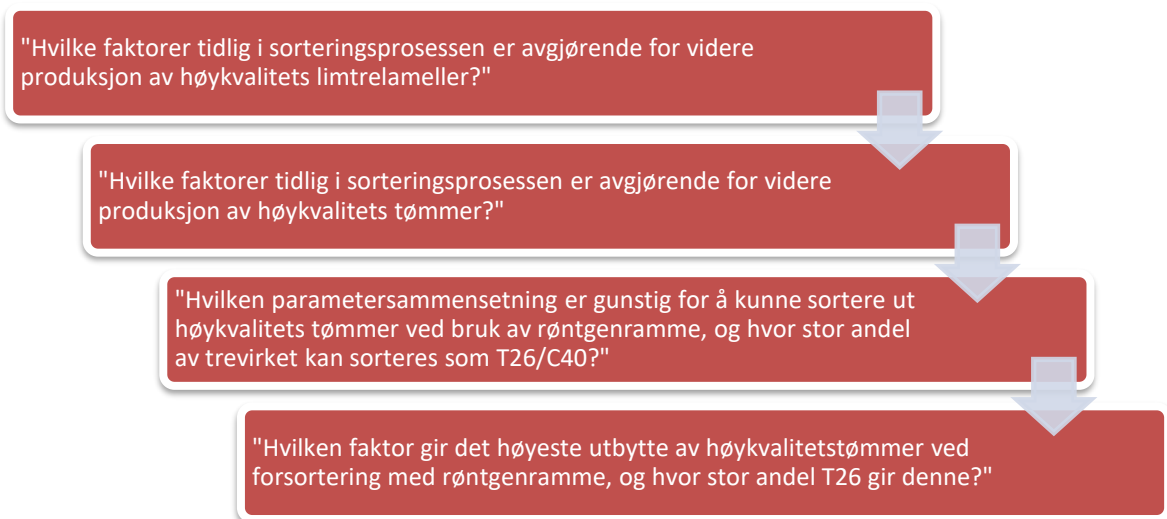 "Hvilke faktorer tidlig i sorteringsprosessen er avgjørende for videre
produksjon av høykvalitets limtrelameller?"
"Hvilke faktorer tidlig i sorteringsprosessen er avgjørende for videre
produksjon av høykvalitets tømmer?"
"Hvilken parametersammensetning er gunstig for å kunne sortere ut
høykvalitets tømmer ved bruk av røntgenramme, og hvor stor andel
av trevirket kan sorteres som T26/C40?"
"Hvilken faktor gir det høyeste utbytte av høykvalitetstømmer ved
forsortering med røntgenramme, og hvor stor andel T26 gir denne?"